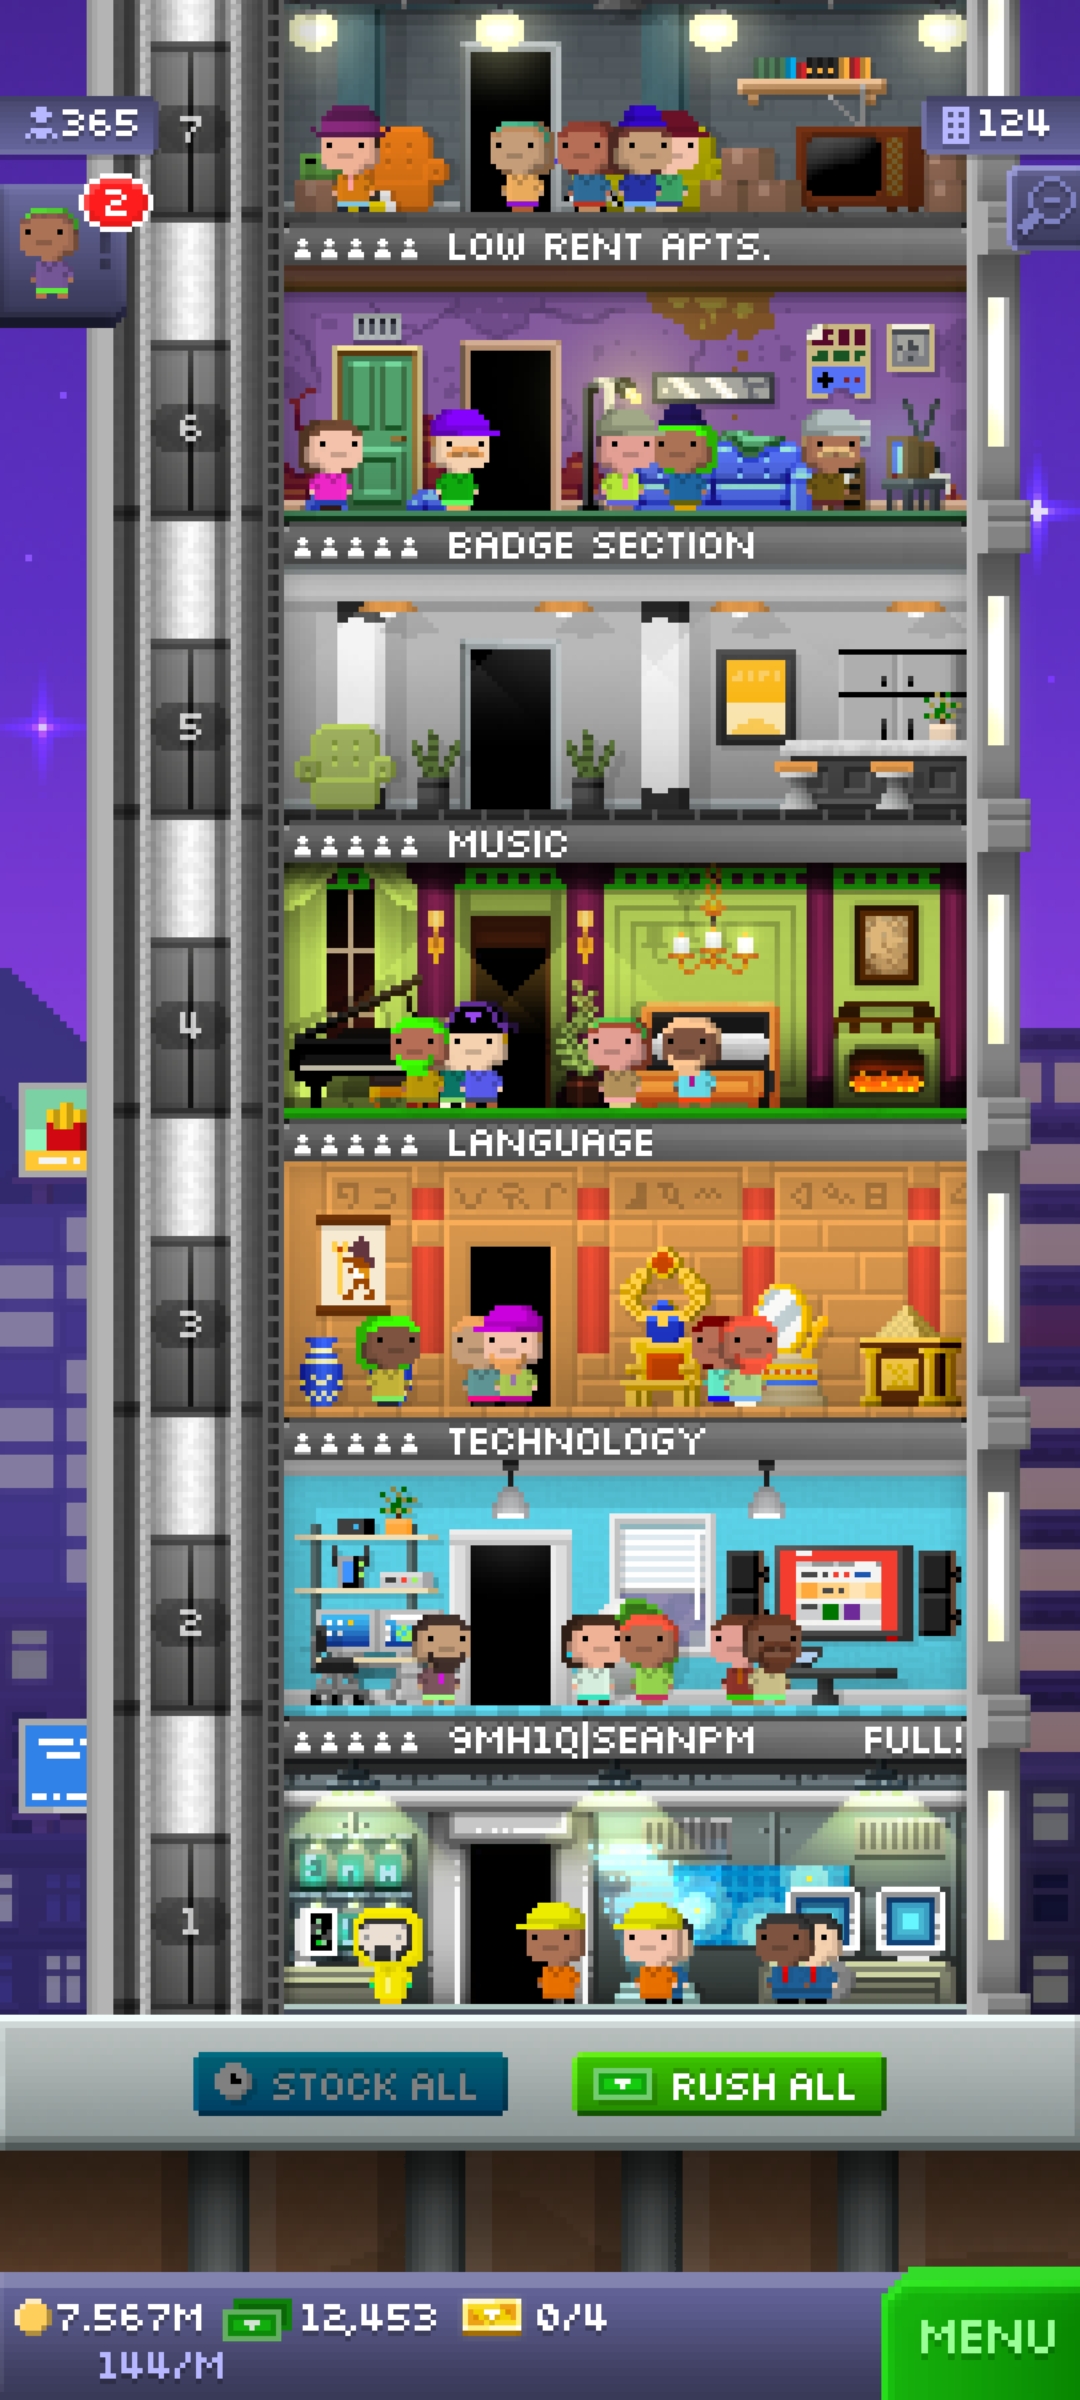 365
7
124
2
LOW RENT APTS.
6
BADGE SECTION
5
MUSIC
4
LANGUAGE
3
TECHNOLOGY
2
9MH1Q|SEANPM FULL!
1
STOCK ALL
RUSH ALL
7.567M 12,453 0/4
144/M
MENU